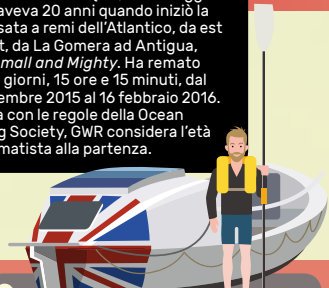 aveva 20 anni quando iniziò la
sata a remi dell'Atlantico, da est
t, da La Gomera ad Antigua,
mall and Mighty. Ha remato
giorni, 15 ore e 15 minuti, dal
embre 2015 al 16 febbraio 2016.
à con le regole della Ocean
g Society, GWR considera l'età
matista alla partenza.